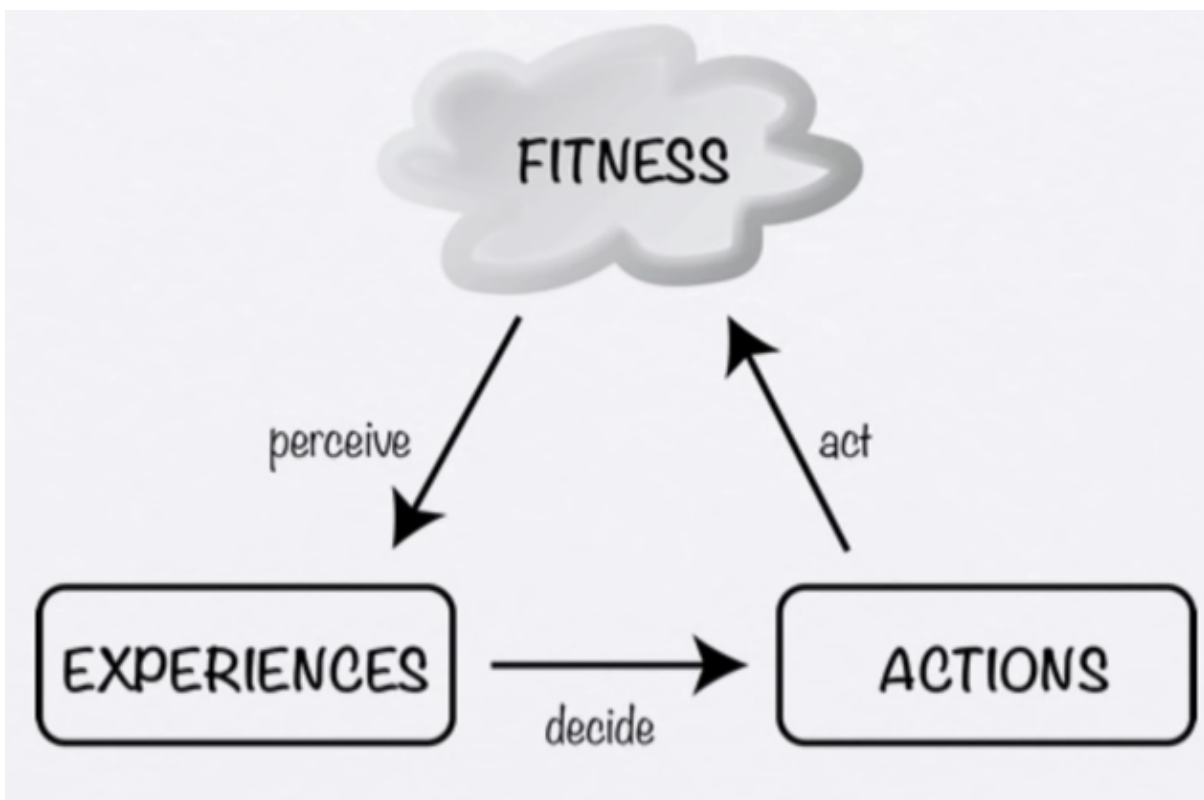 FITNESS
perceive
act
EXPERIENCES
ACTIONS
decide